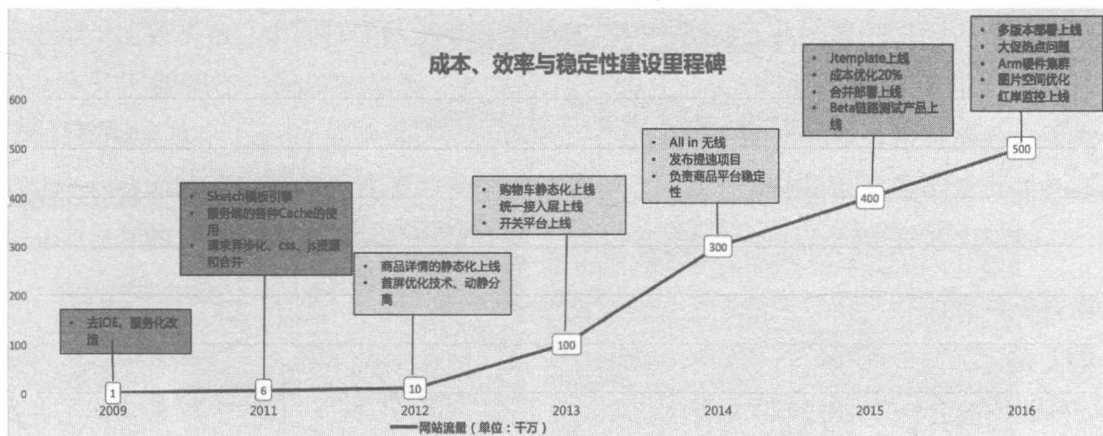 成本、效率与稳定性建设里程碑
600
500
400
300
200
100
0
• 去IOE、服务化改
造
• Sketch模板引擎
• 服务端的各种Cache的使
用
• 请求异步化、css、js资源
和合并
• 商品详情的静态化上线
• 首屏优化技术、动静分
离
• 购物车静态化上线
• 统一接入层上线
• 开关平台上线
• All in 无线
• 发布提速项目
• 负责商品平台稳定
性
• Jtemplate上线
• 成本优化20%
• 合并部署上线
• Beta链路测试产品上
线
• 多版本部署上线
• 大促热点问题
• Arm硬件集群
• 图片空间优化
• 红岸监控上线
1
6
10
100
300
400
500
2009
2011
2012
2013
2014
2015
2016
网站流量（单位：千万）